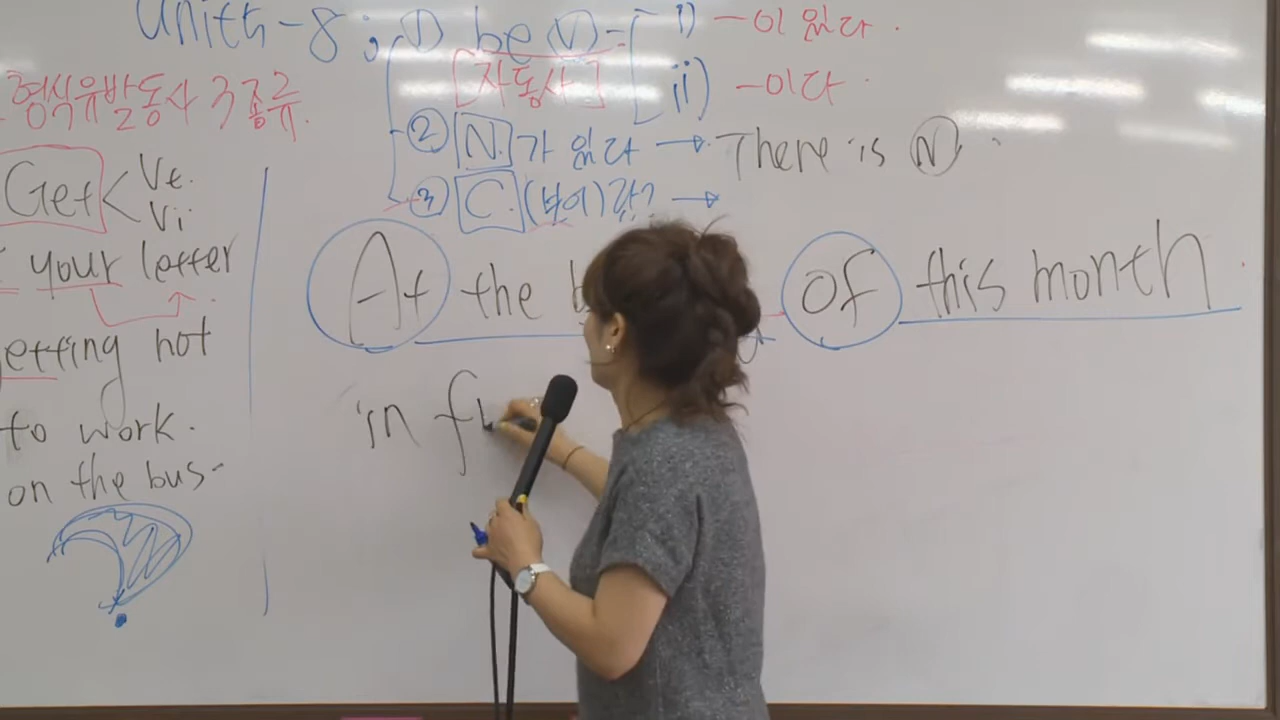 Unit 5-8 ; ① be ⓥ- i) -이 있다.
[자동사] ii) -이다.
② N 가 있다 → There is Ⓝ.
③ C (보어)랑? →
형식유발동사 3종류.
Get < Vt. Vi
your letter
etting hot
to work.
on the bus-
At the of this month.
in